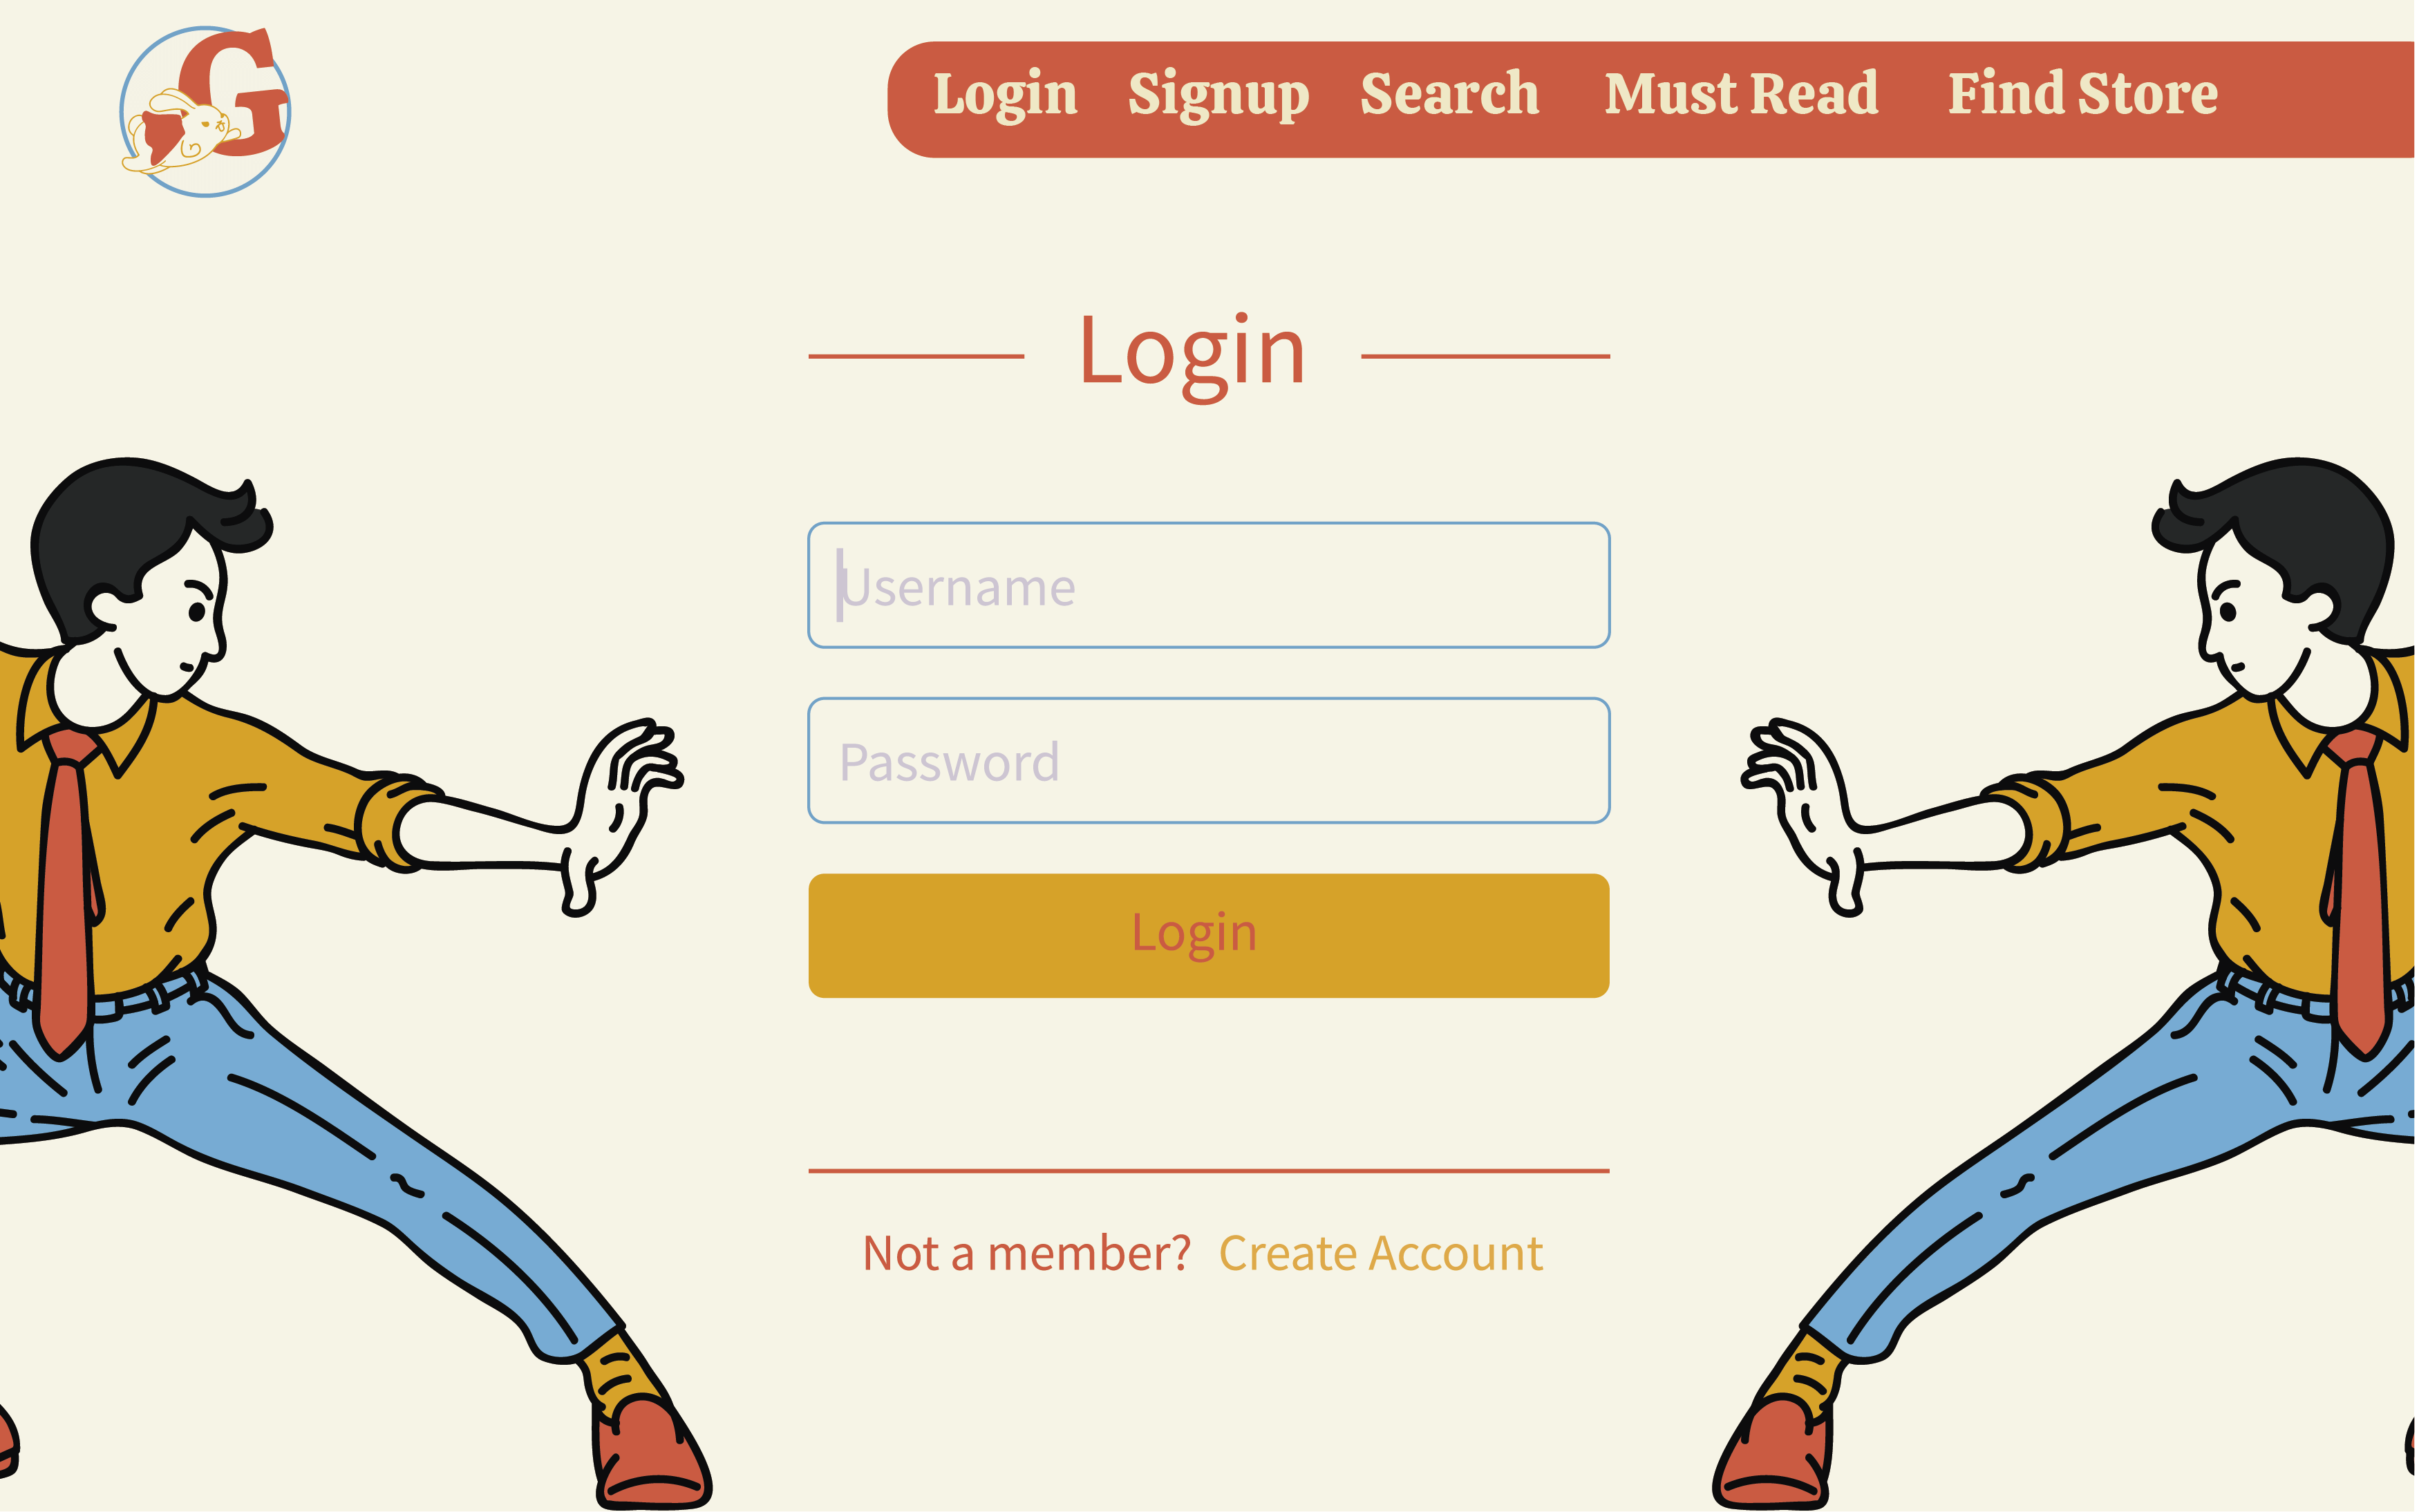 G
Login Signup Search Must Read Find Store
Login
Username
Password
Login
Not a member? Create Account